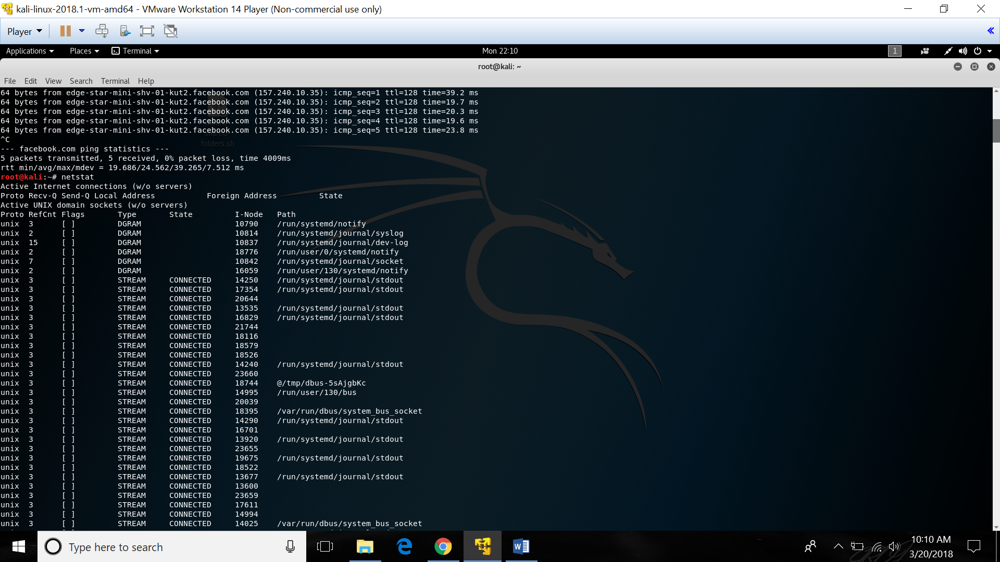 kali-linux-2018.1-vm-amd64 - VMware Workstation 14 Player (Non-commercial use only)
Player
Applications Places Terminal Mon 22:10 1
root@kali: ~
File Edit View Search Terminal Help
64 bytes from edge-star-mini-shv-01-kut2.facebook.com (157.240.10.35): icmp_seq=1 ttl=128 time=39.2 ms
64 bytes from edge-star-mini-shv-01-kut2.facebook.com (157.240.10.35): icmp_seq=2 ttl=128 time=19.7 ms
64 bytes from edge-star-mini-shv-01-kut2.facebook.com (157.240.10.35): icmp_seq=3 ttl=128 time=20.3 ms
64 bytes from edge-star-mini-shv-01-kut2.facebook.com (157.240.10.35): icmp_seq=4 ttl=128 time=19.6 ms
64 bytes from edge-star-mini-shv-01-kut2.facebook.com (157.240.10.35): icmp_seq=5 ttl=128 time=23.8 ms
^C
folders.sh
--- facebook.com ping statistics ---
5 packets transmitted, 5 received, 0% packet loss, time 4009ms
rtt min/avg/max/mdev = 19.686/24.562/39.265/7.512 ms
root@kali:~# netstat
Active Internet connections (w/o servers)
Proto Recv-Q Send-Q Local Address Foreign Address State
Active UNIX domain sockets (w/o servers)
Proto RefCnt Flags Type State I-Node Path
unix 3 [ ] DGRAM 10790 /run/systemd/notify
unix 2 [ ] DGRAM 10814 /run/systemd/journal/syslog
unix 15 [ ] DGRAM 10837 /run/systemd/journal/dev-log
unix 2 [ ] DGRAM 18776 /run/user/0/systemd/notify
unix 7 [ ] DGRAM 10842 /run/systemd/journal/socket
unix 2 [ ] DGRAM 16059 /run/user/130/systemd/notify
unix 3 [ ] STREAM CONNECTED 14250 /run/systemd/journal/stdout
unix 3 [ ] STREAM CONNECTED 17354 /run/systemd/journal/stdout
unix 3 [ ] STREAM CONNECTED 20644
unix 3 [ ] STREAM CONNECTED 13535 /run/systemd/journal/stdout
unix 3 [ ] STREAM CONNECTED 16829 /run/systemd/journal/stdout
unix 3 [ ] STREAM CONNECTED 21744
unix 3 [ ] STREAM CONNECTED 18116
unix 3 [ ] STREAM CONNECTED 18579
unix 3 [ ] STREAM CONNECTED 18526
unix 3 [ ] STREAM CONNECTED 14240 /run/systemd/journal/stdout
unix 3 [ ] STREAM CONNECTED 23660
unix 3 [ ] STREAM CONNECTED 18744 @/tmp/dbus-5sAjgbKc
unix 3 [ ] STREAM CONNECTED 14995 /run/user/130/bus
unix 3 [ ] STREAM CONNECTED 20039
unix 3 [ ] STREAM CONNECTED 18395 /var/run/dbus/system_bus_socket
unix 3 [ ] STREAM CONNECTED 14290 /run/systemd/journal/stdout
unix 3 [ ] STREAM CONNECTED 16701
unix 3 [ ] STREAM CONNECTED 13920 /run/systemd/journal/stdout
unix 3 [ ] STREAM CONNECTED 23655
unix 3 [ ] STREAM CONNECTED 19675 /run/systemd/journal/stdout
unix 3 [ ] STREAM CONNECTED 18522
unix 3 [ ] STREAM CONNECTED 13677 /run/systemd/journal/stdout
unix 3 [ ] STREAM CONNECTED 13600
unix 3 [ ] STREAM CONNECTED 23659
unix 3 [ ] STREAM CONNECTED 17611
unix 3 [ ] STREAM CONNECTED 14994
unix 3 [ ] STREAM CONNECTED 14025 /var/run/dbus/system_bus_socket
Type here to search
10:10 AM
3/20/2018